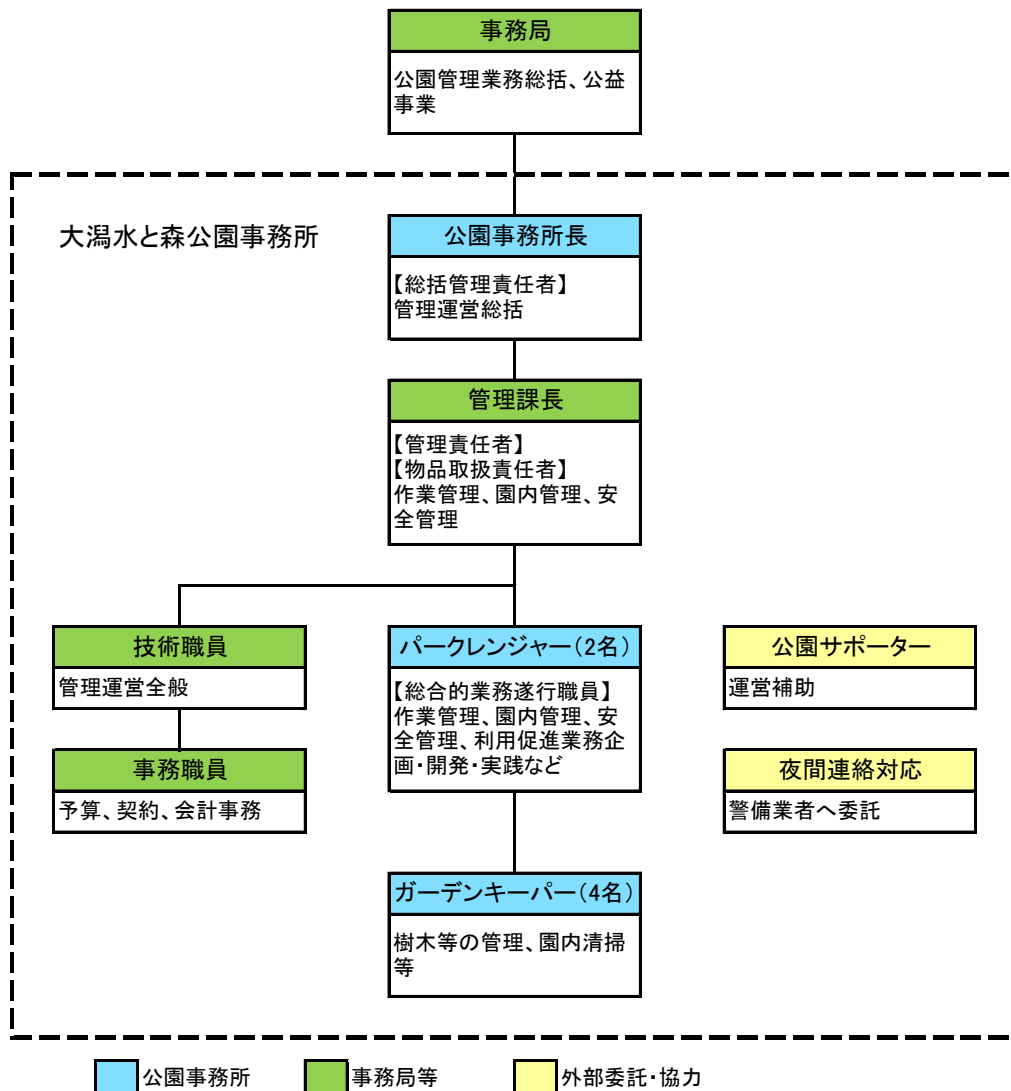 事務局
公園管理業務総括、公益
事業
大潟水と森公園事務所
公園事務所長
【総括管理責任者】
管理運営総括
管理課長
【管理責任者】
【物品取扱責任者】
作業管理、園内管理、安
全管理
技術職員
管理運営全般
事務職員
予算、契約、会計事務
パークレンジャー（2名）
【総合的業務遂行職員】
作業管理、園内管理、安
全管理、利用促進業務企
画・開発・実践など
ガーデンキーパー（4名）
樹木等の管理、園内清掃
等
公園サポーター
運営補助
夜間連絡対応
警備業者へ委託
公園事務所
事務局等
外部委託・協力